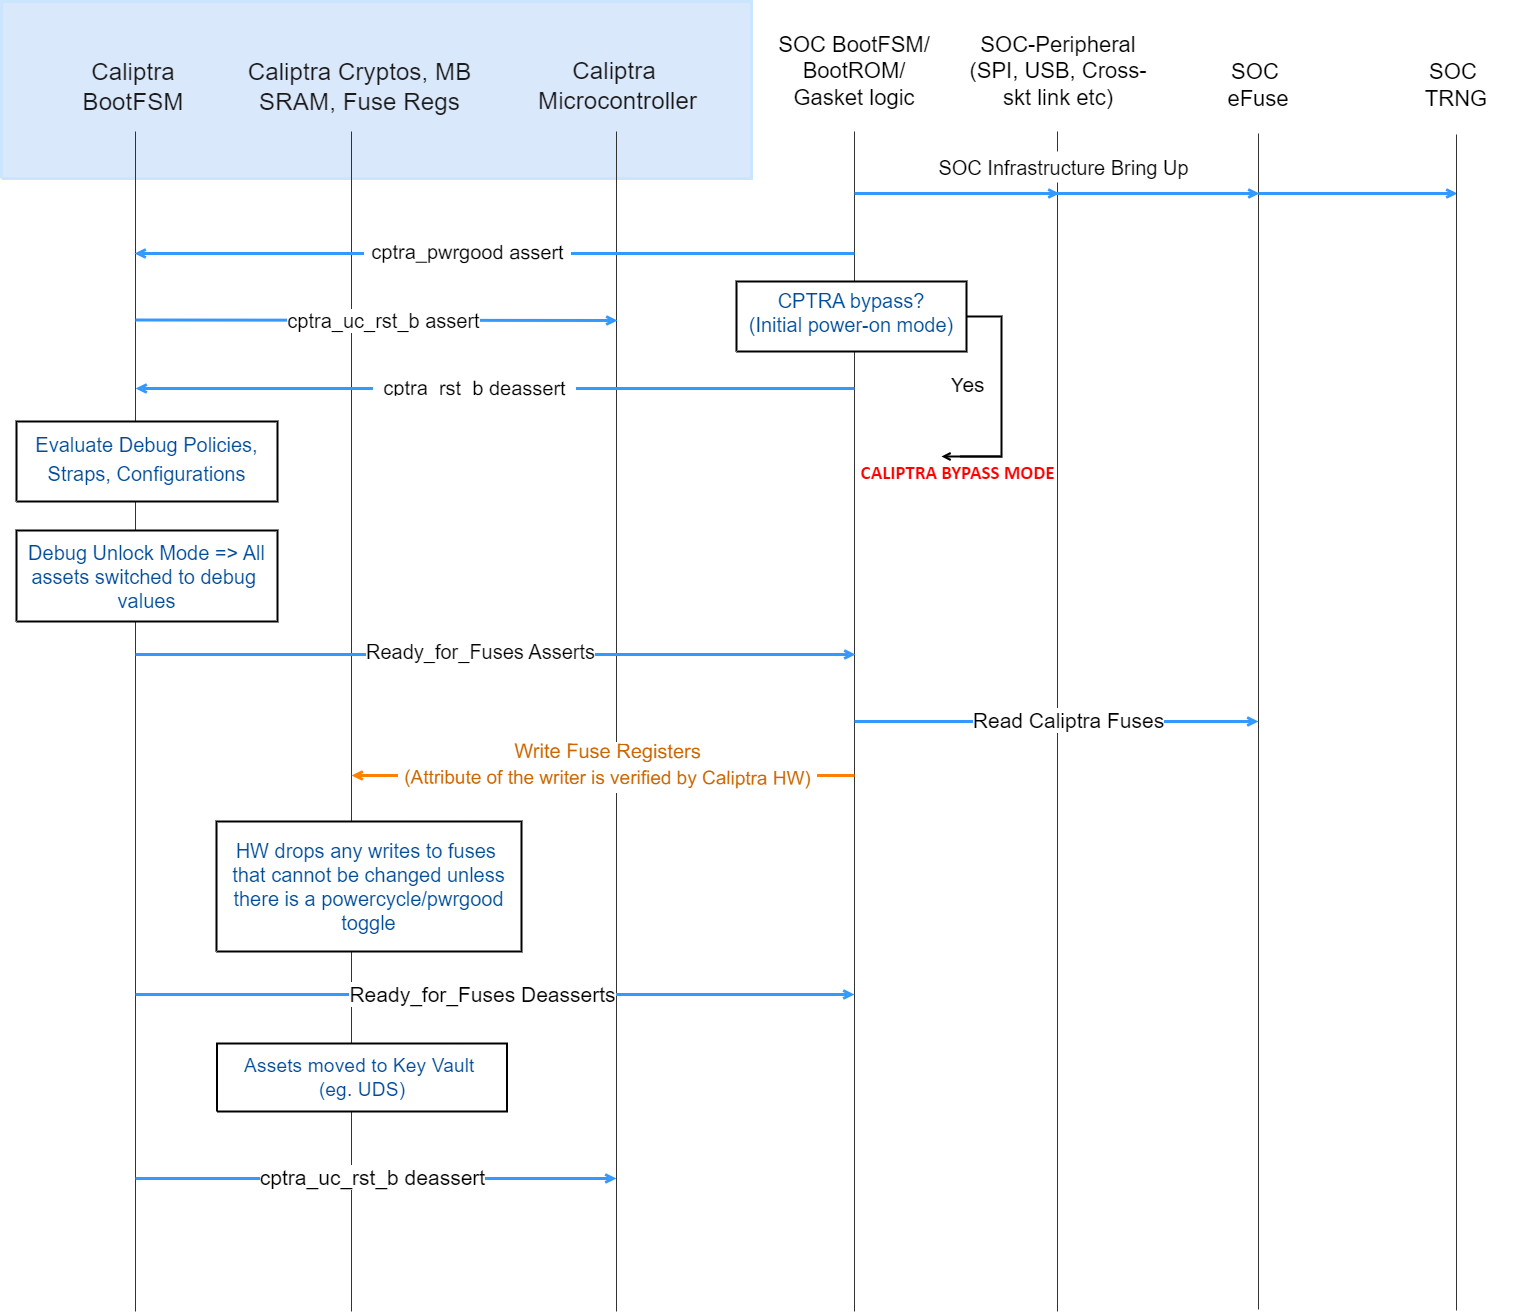 Caliptra
BootFSM
Caliptra Cryptos, MB
SRAM, Fuse Regs
Caliptra
Microcontroller
SOC BootFSM/
BootROM/
Gasket logic
SOC-Peripheral
(SPI, USB, Cross-
skt link etc)
SOC
eFuse
SOC
TRNG
SOC Infrastructure Bring Up
cptra_pwrgood assert
CPTRA bypass?
(Initial power-on mode)
cptra_uc_rst_b assert
Yes
cptra_rst_b deassert
CALIPTRA BYPASS MODE
Evaluate Debug Policies,
Straps, Configurations
Debug Unlock Mode => All
assets switched to debug
values
Ready_for_Fuses Asserts
Read Caliptra Fuses
Write Fuse Registers
(Attribute of the writer is verified by Caliptra HW)
HW drops any writes to fuses
that cannot be changed unless
there is a powercycle/pwrgood
toggle
Ready_for_Fuses Deasserts
Assets moved to Key Vault
(eg. UDS)
cptra_uc_rst_b deassert